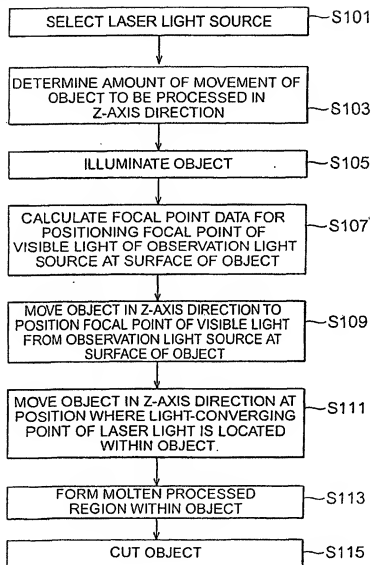 SELECT LASER LIGHT SOURCE
S101
DETERMINE AMOUNT OF MOVEMENT OF
OBJECT TO BE PROCESSED IN
Z-AXIS DIRECTION
S103
ILLUMINATE OBJECT
S105
CALCULATE FOCAL POINT DATA FOR
POSITIONING FOCAL POINT OF
VISIBLE LIGHT OF OBSERVATION LIGHT
SOURCE AT SURFACE OF OBJECT
S107
MOVE OBJECT IN Z-AXIS DIRECTION TO
POSITION FOCAL POINT OF VISIBLE LIGHT
FROM OBSERVATION LIGHT SOURCE AT
SURFACE OF OBJECT
S109
MOVE OBJECT IN Z-AXIS DIRECTION AT
POSITION WHERE LIGHT-CONVERGING
POINT OF LASER LIGHT IS LOCATED
WITHIN OBJECT.
S111
FORM MOLTEN PROCESSED
REGION WITHIN OBJECT
S113
CUT OBJECT
S115